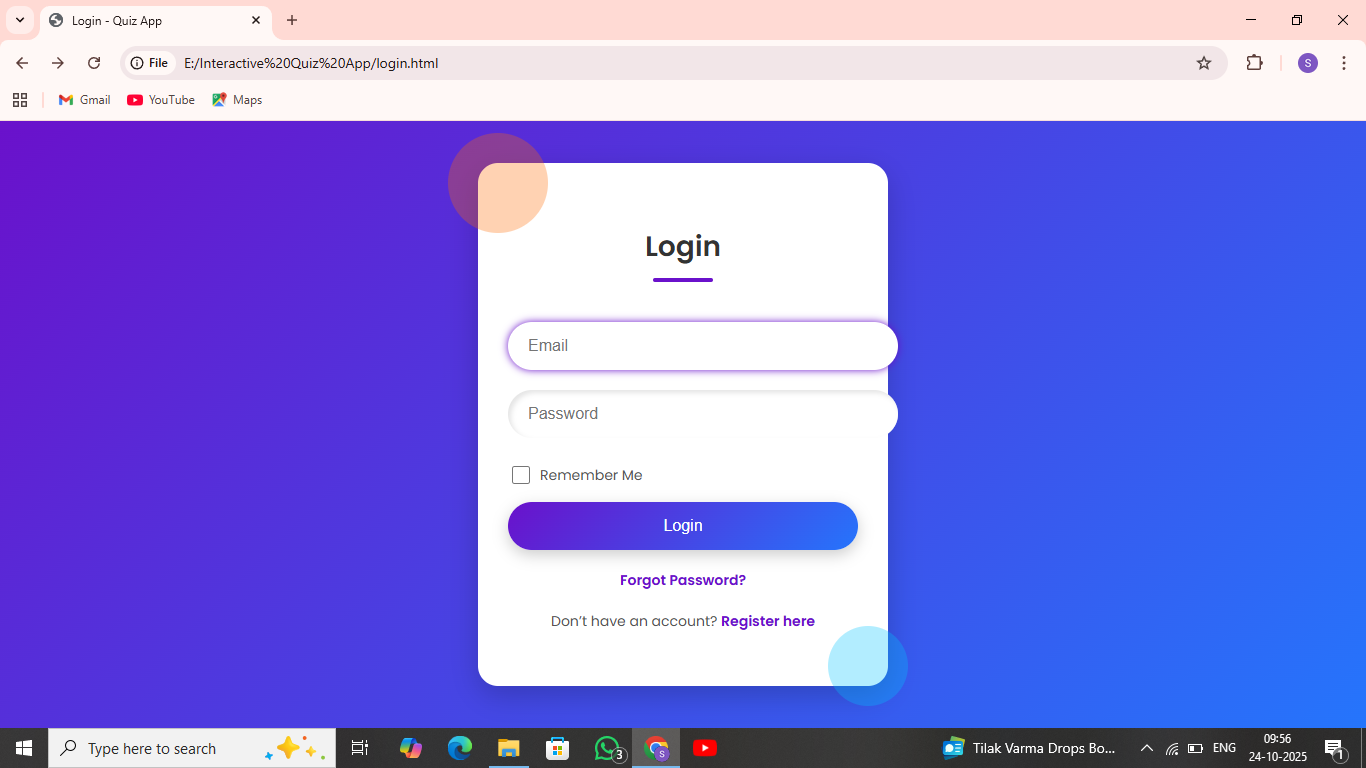 Login - Quiz App
File
E:/Interactive%20Quiz%20App/login.html
S
Gmail
YouTube
Maps
Login
Email
Password
Remember Me
Login
Forgot Password?
Don’t have an account? Register here
Type here to search
3
S
Tilak Varma Drops Bo...
ENG
09:56
24-10-2025
1